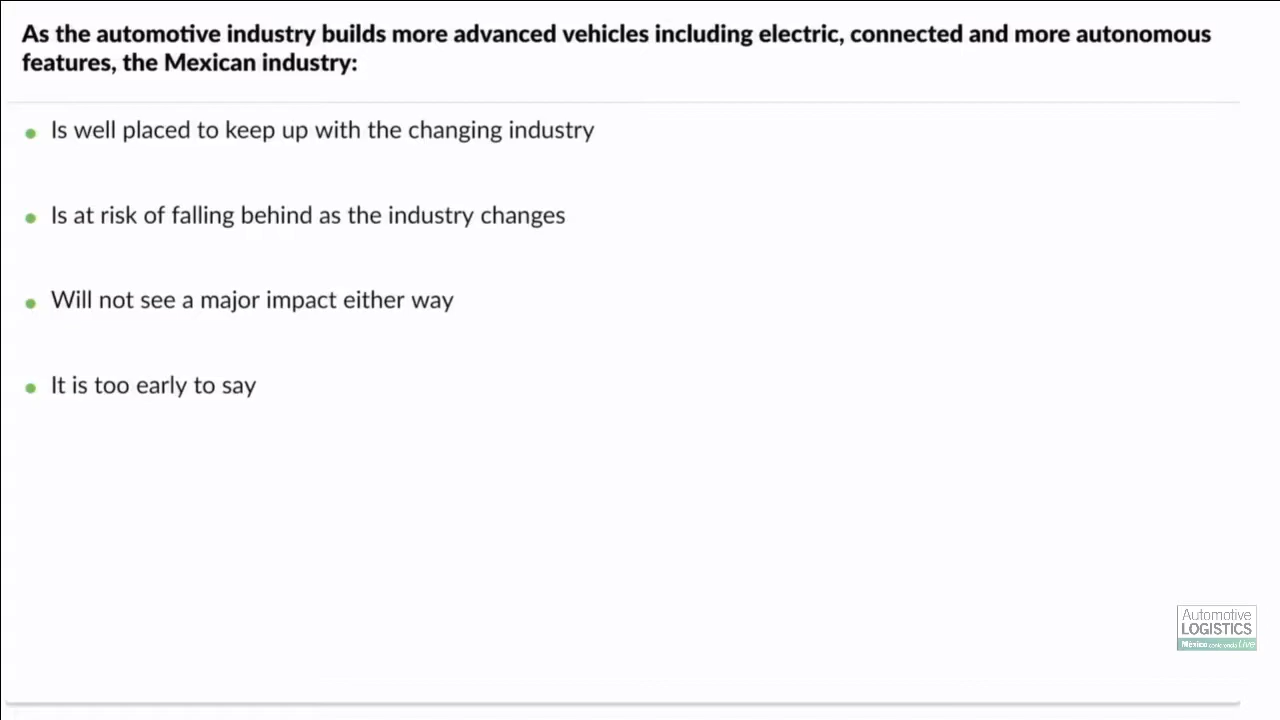 As the automotive industry builds more advanced vehicles including electric, connected and more autonomous
features, the Mexican industry:
Is well placed to keep up with the changing industry
Is at risk of falling behind as the industry changes
Will not see a major impact either way
It is too early to say
Automotive
LOGISTICS
México Live